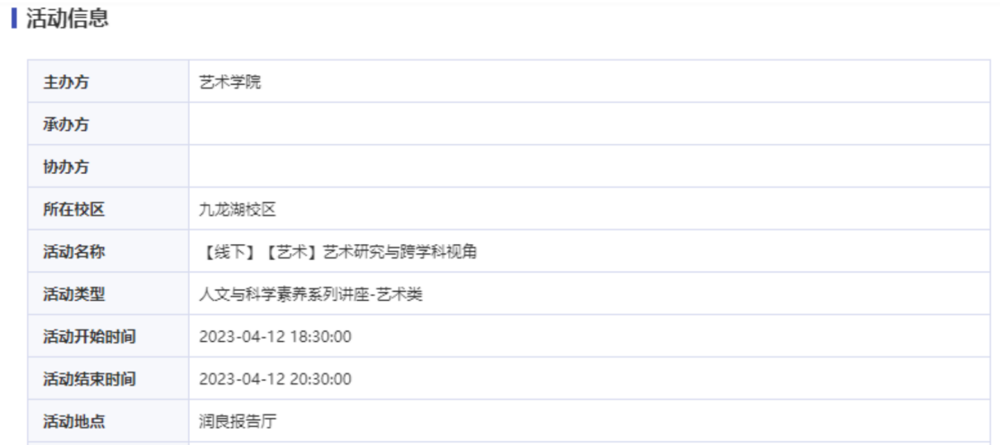 活动信息
主办方 艺术学院
承办方
协办方
所在校区 九龙湖校区
活动名称 【线下】【艺术】艺术研究与跨学科视角
活动类型 人文与科学素养系列讲座-艺术类
活动开始时间 2023-04-12 18:30:00
活动结束时间 2023-04-12 20:30:00
活动地点 润良报告厅